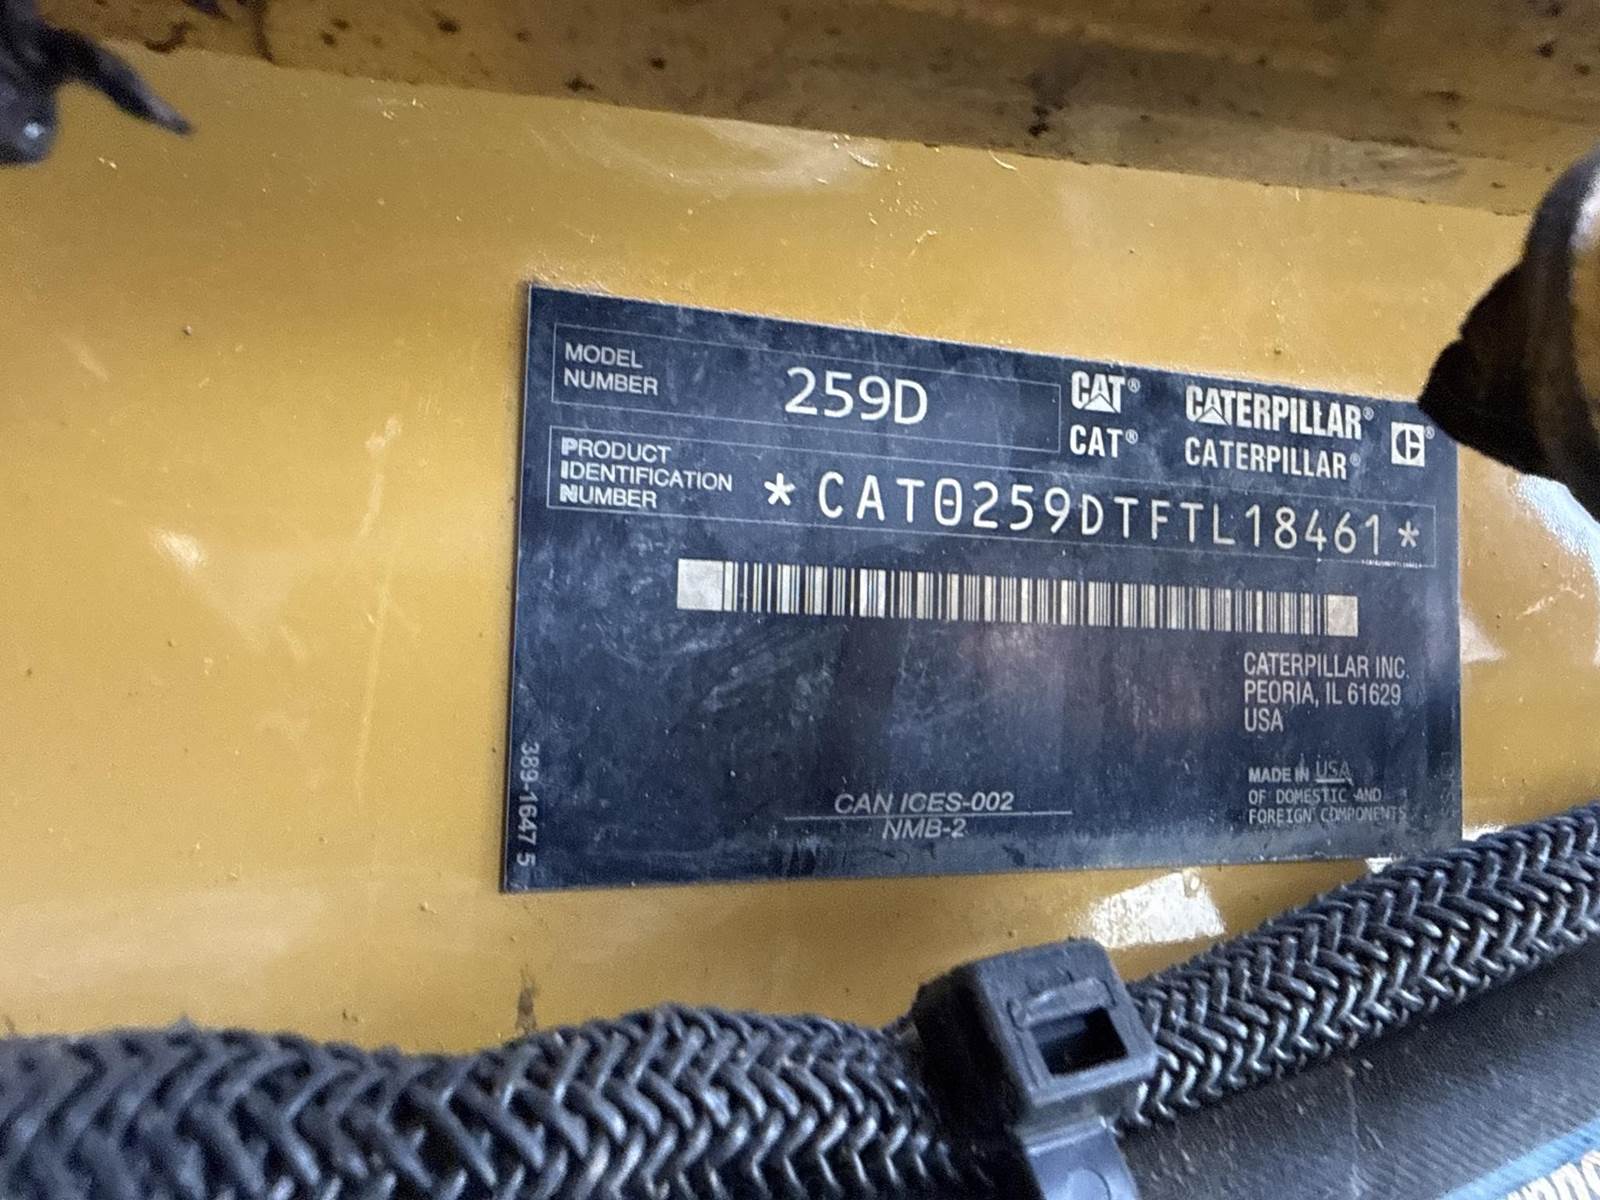 MODEL
NUMBER
259D
CAT® CATERPILLAR®
CAT® CATERPILLAR®
PRODUCT
IDENTIFICATION
NUMBER
*CAT0259DTFTL18461*
CATERPILLAR INC.
PEORIA, IL 61629
USA
MADE IN USA
OF DOMESTIC AND
FOREIGN COMPONENTS
CAN ICES-002
NMB-2
389-1647 5